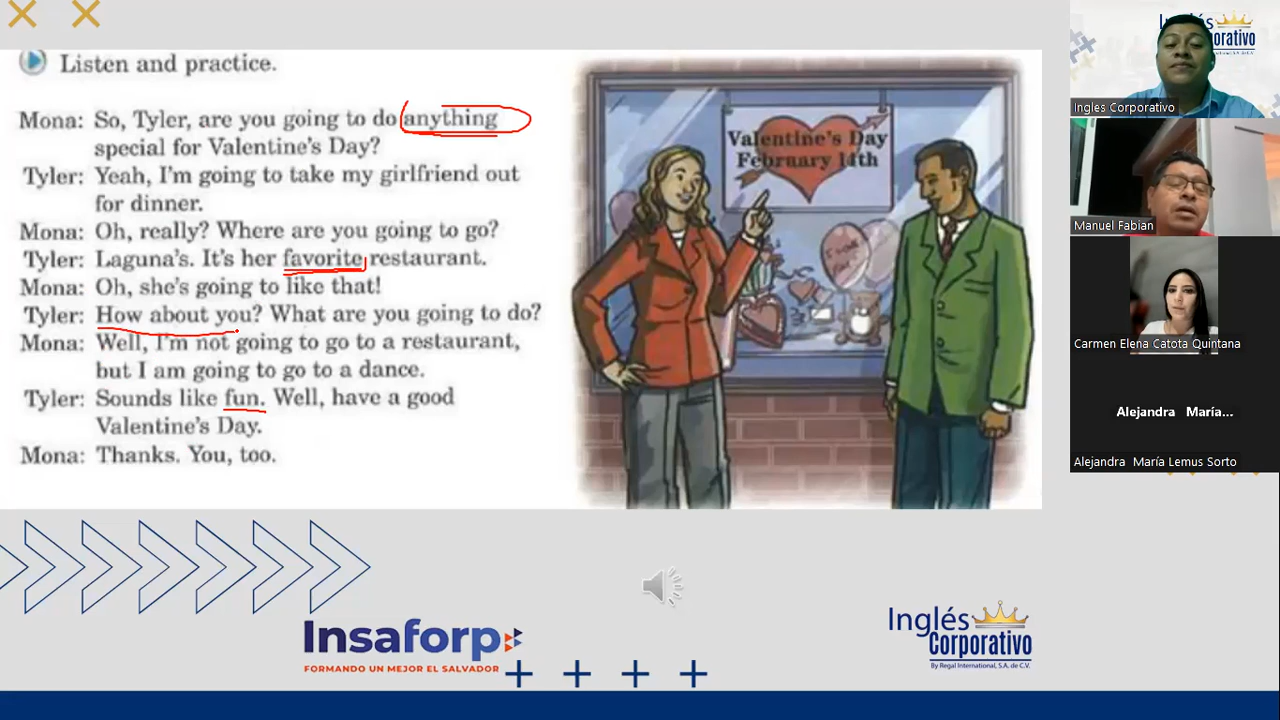 Listen and practice.
Mona: So, Tyler, are you going to do anything
special for Valentine's Day?
Tyler: Yeah, I'm going to take my girlfriend out
for dinner.
Mona: Oh, really? Where are you going to go?
Tyler: Laguna's. It's her favorite restaurant.
Mona: Oh, she's going to like that!
Tyler: How about you? What are you going to do?
Mona: Well, I'm not going to go to a restaurant,
but I am going to go to a dance.
Tyler: Sounds like fun. Well, have a good
Valentine's Day.
Mona: Thanks. You, too.
Valentine's Day
February 14th
Insaforp
FORMANDO UN MEJOR EL SALVADOR
Inglés
Corporativo
By Regal International, S.A. de C.V.
Ingles Corporativo
Manuel Fabian
Carmen Elena Catota Quintana
Alejandra María...
Alejandra María Lemus Sorto